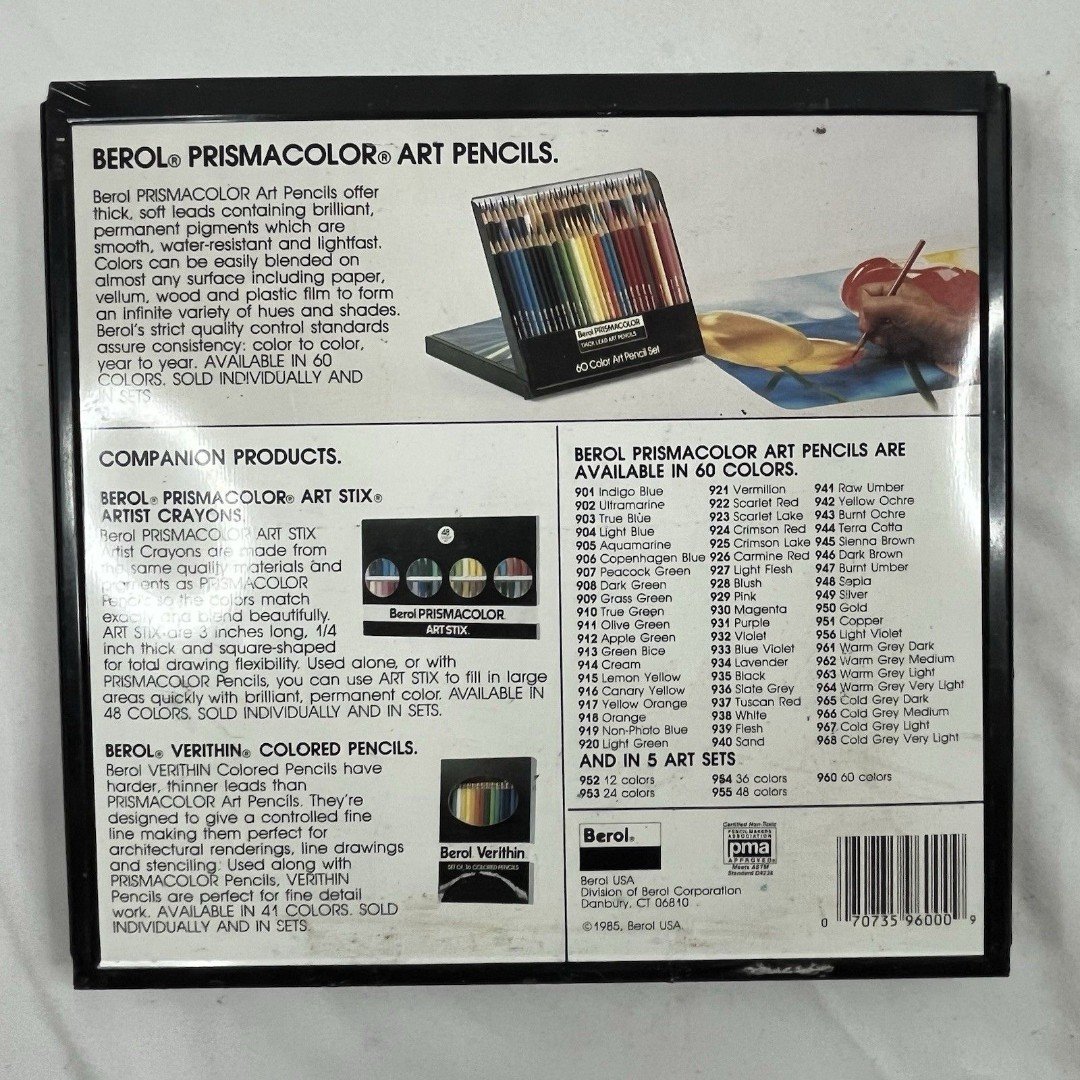 BEROL® PRISMACOLOR® ART PENCILS.
Berol PRISMACOLOR Art Pencils offer
thick, soft leads containing brilliant,
permanent pigments which are
smooth, water-resistant and lightfast.
Colors can be easily blended on
almost any surface including paper,
vellum, wood and plastic film to form
an infinite variety of hues and shades.
Berol's strict quality control standards
assure consistency: color to color,
year to year. AVAILABLE IN 60
COLORS. SOLD INDIVIDUALLY AND
IN SETS
Berol PRISMACOLOR
THICK LEAD ART PENCILS
60 Color Art Pencil Set
COMPANION PRODUCTS.
BEROL® PRISMACOLOR® ART STIX®
ARTIST CRAYONS
Berol PRISMACOLOR ART STIX
Artist Crayons are made from
the same quality materials and
pigments as PRISMACOLOR
Pencils so the colors match
exactly and blend beautifully.
ART STIX are 3 inches long, 1/4
inch thick and square-shaped
for total drawing flexibility. Used alone, or with
PRISMACOLOR Pencils, you can use ART STIX to fill in large
areas quickly with brilliant, permanent color. AVAILABLE IN
48 COLORS. SOLD INDIVIDUALLY AND IN SETS.
48
Berol PRISMACOLOR
ART STIX
BEROL® VERITHIN® COLORED PENCILS.
Berol VERITHIN Colored Pencils have
harder, thinner leads than
PRISMACOLOR Art Pencils. They're
designed to give a controlled fine
line making them perfect for
architectural renderings, line drawings
and stenciling. Used along with
PRISMACOLOR Pencils, VERITHIN
Pencils are perfect for fine detail
work. AVAILABLE IN 41 COLORS. SOLD
INDIVIDUALLY AND IN SETS
Berol Verithin
SET OF 36 COLORED PENCILS
BEROL PRISMACOLOR ART PENCILS ARE
AVAILABLE IN 60 COLORS.
901 Indigo Blue
902 Ultramarine
903 True Blue
904 Light Blue
905 Aquamarine
906 Copenhagen Blue
907 Peacock Green
908 Dark Green
909 Grass Green
910 True Green
911 Olive Green
912 Apple Green
913 Green Bice
914 Cream
915 Lemon Yellow
916 Canary Yellow
917 Yellow Orange
918 Orange
919 Non-Photo Blue
920 Light Green
921 Vermilion
922 Scarlet Red
923 Scarlet Lake
924 Crimson Red
925 Crimson Lake
926 Carmine Red
927 Light Flesh
928 Blush
929 Pink
930 Magenta
931 Purple
932 Violet
933 Blue Violet
934 Lavender
935 Black
936 Slate Grey
937 Tuscan Red
938 White
939 Flesh
940 Sand
941 Raw Umber
942 Yellow Ochre
943 Burnt Ochre
944 Terra Cotta
945 Sienna Brown
946 Dark Brown
947 Burnt Umber
948 Sepia
949 Silver
950 Gold
951 Copper
956 Light Violet
961 Warm Grey Dark
962 Warm Grey Medium
963 Warm Grey Light
964 Warm Grey Very Light
965 Cold Grey Dark
966 Cold Grey Medium
967 Cold Grey Light
968 Cold Grey Very Light
AND IN 5 ART SETS
952 12 colors
953 24 colors
954 36 colors
955 48 colors
960 60 colors
Berol®
Berol USA
Division of Berol Corporation
Danbury, CT 06810
©1985, Berol USA.
Certified Non-Toxic
PENCIL MAKERS
ASSOCIATION
pma
APPROVED
Meets ASTM
Standard D4236
0 70735 96000 9